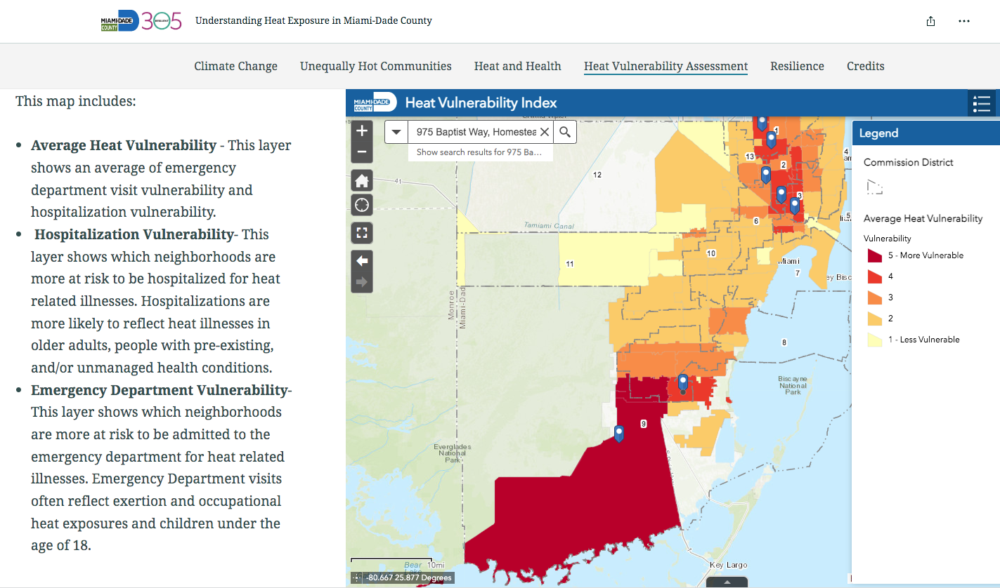 MIAMI-DADE
COUNTY
305
RESILIENT
Understanding Heat Exposure in Miami-Dade County
Climate Change
Unequally Hot Communities
Heat and Health
Heat Vulnerability Assessment
Resilience
Credits
This map includes:
• Average Heat Vulnerability - This layer
shows an average of emergency
department visit vulnerability and
hospitalization vulnerability.
• Hospitalization Vulnerability- This
layer shows which neighborhoods are
more at risk to be hospitalized for heat
related illnesses. Hospitalizations are
more likely to reflect heat illnesses in
older adults, people with pre-existing,
and/or unmanaged health conditions.
• Emergency Department Vulnerability-
This layer shows which neighborhoods
are more at risk to be admitted to the
emergency department for heat related
illnesses. Emergency Department visits
often reflect exertion and occupational
heat exposures and children under the
age of 18.
MIAMI-DADE
COUNTY
Heat Vulnerability Index
+
−
975 Baptist Way, Homestea
Show search results for 975 Ba...
41
12
1
13
2
4
3
5
6
Tamiami Canal
10
11
Miami
7
ey Bisc
Monroe
Miami-Dad
8
Biscayne
National
Park
9
Everglades
National
Park
1
Key Largo
Bear
Lake
10mi
-80.667 25.877 Degrees
Legend
Commission District
Average Heat Vulnerability
Vulnerability
5 - More Vulnerable
4
3
2
1 - Less Vulnerable